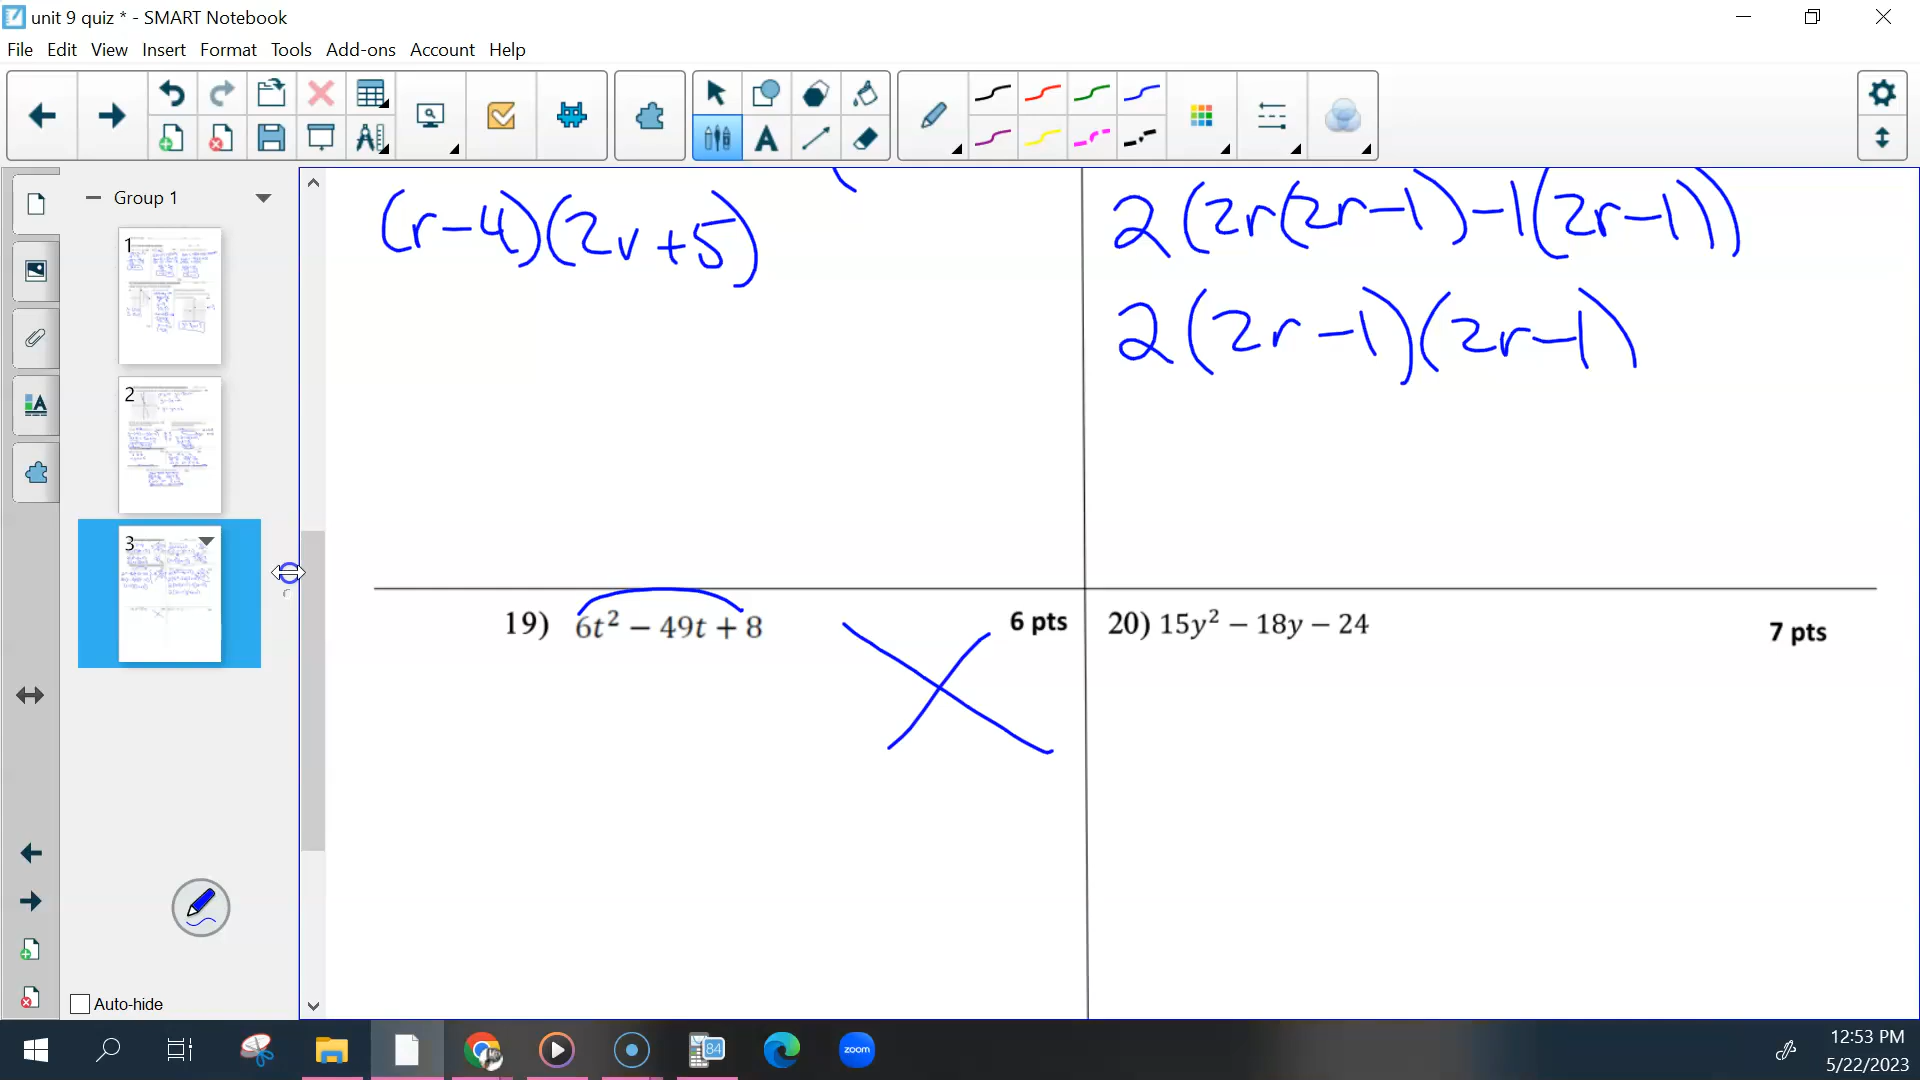 unit 9 quiz * - SMART Notebook
File Edit View Insert Format Tools Add-ons Account Help
Group 1
1
2
3
(r-4)(2r+5)
2(2r(2r-1)-1(2r-1))
2(2r-1)(2r-1)
19) 6t² − 49t + 8
6 pts
20) 15y² − 18y − 24
7 pts
Auto-hide
84
zoom
12:53 PM
5/22/2023